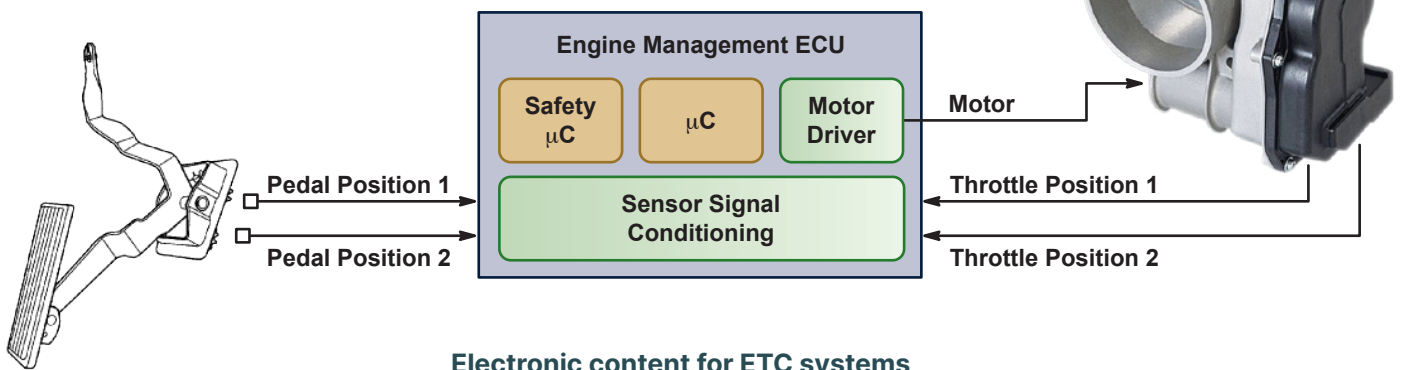 Engine Management ECU
Safety
μC
μC
Motor
Driver
Motor
Pedal Position 1
Pedal Position 2
Sensor Signal
Conditioning
Throttle Position 1
Throttle Position 2
Electronic content for ETC systems